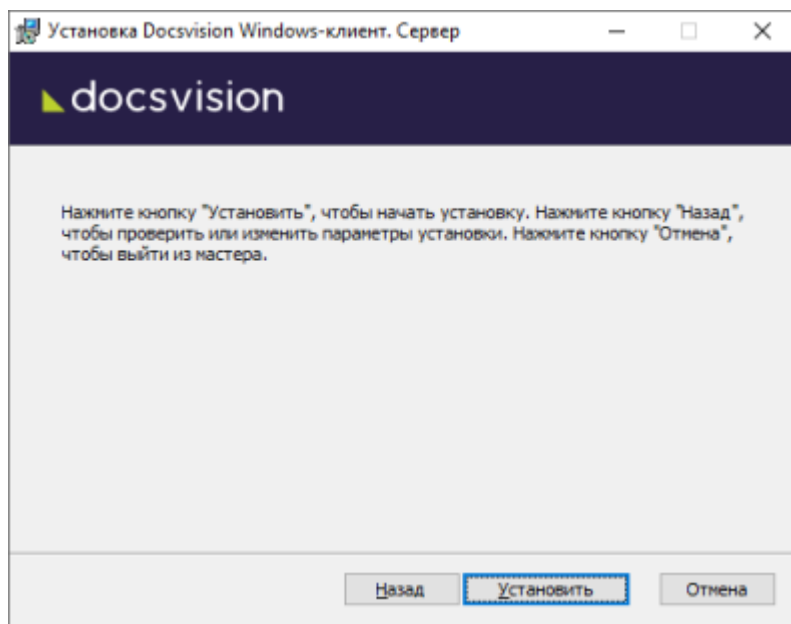 Установка Docsvision Windows-клиент. Сервер
docsvision
Нажмите кнопку "Установить", чтобы начать установку. Нажмите кнопку "Назад",
чтобы проверить или изменить параметры установки. Нажмите кнопку "Отмена",
чтобы выйти из мастера.
Назад Установить Отмена